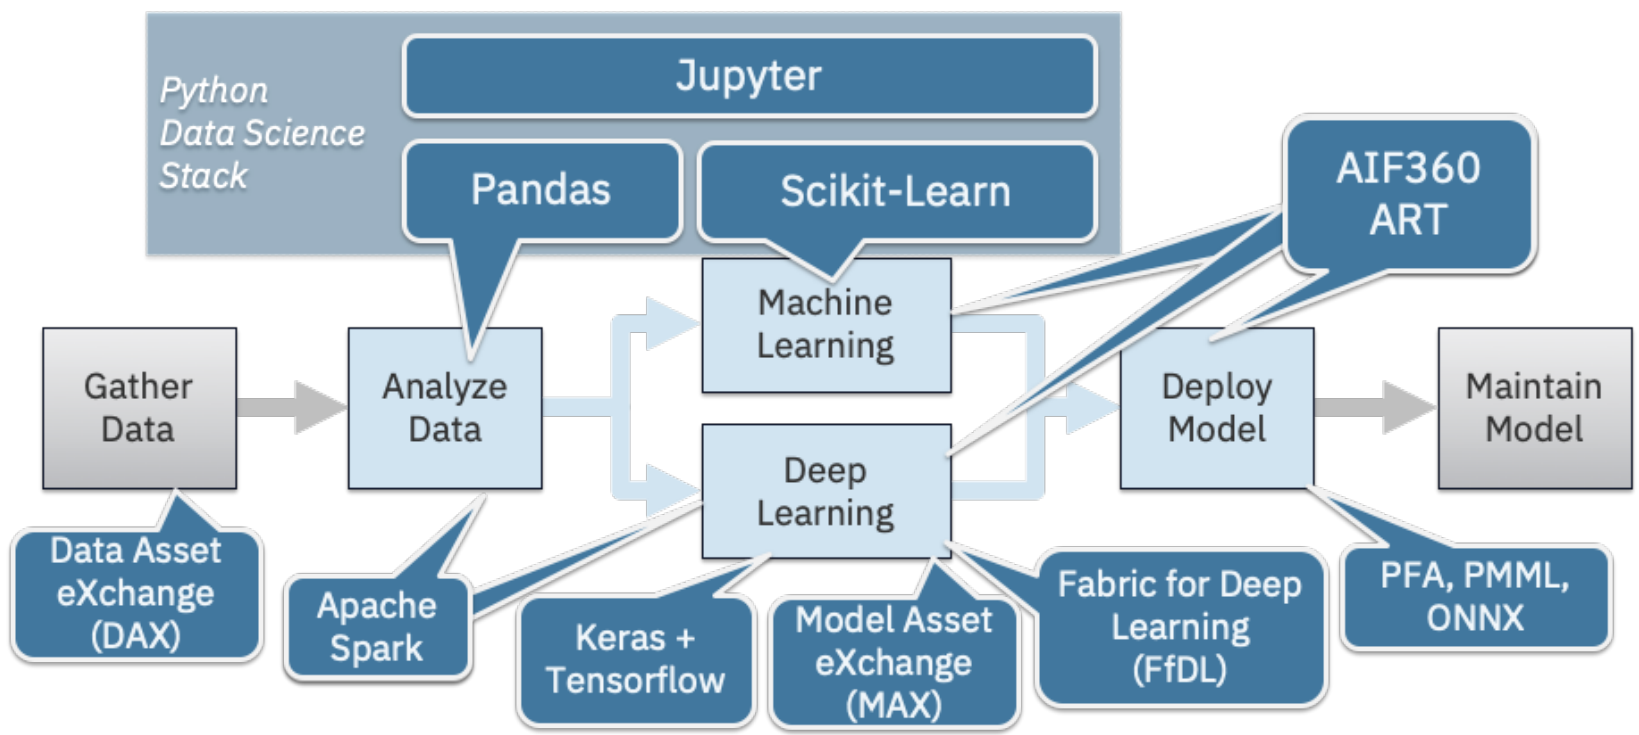 Python
Data Science
Stack
Jupyter
Pandas
Scikit-Learn
AIF360
ART
Gather
Data
Analyze
Data
Machine
Learning
Deep
Learning
Deploy
Model
Maintain
Model
Data Asset
eXchange
(DAX)
Apache
Spark
Keras +
Tensorflow
Model Asset
eXchange
(MAX)
Fabric for Deep
Learning
(FfDL)
PFA, PMML,
ONNX